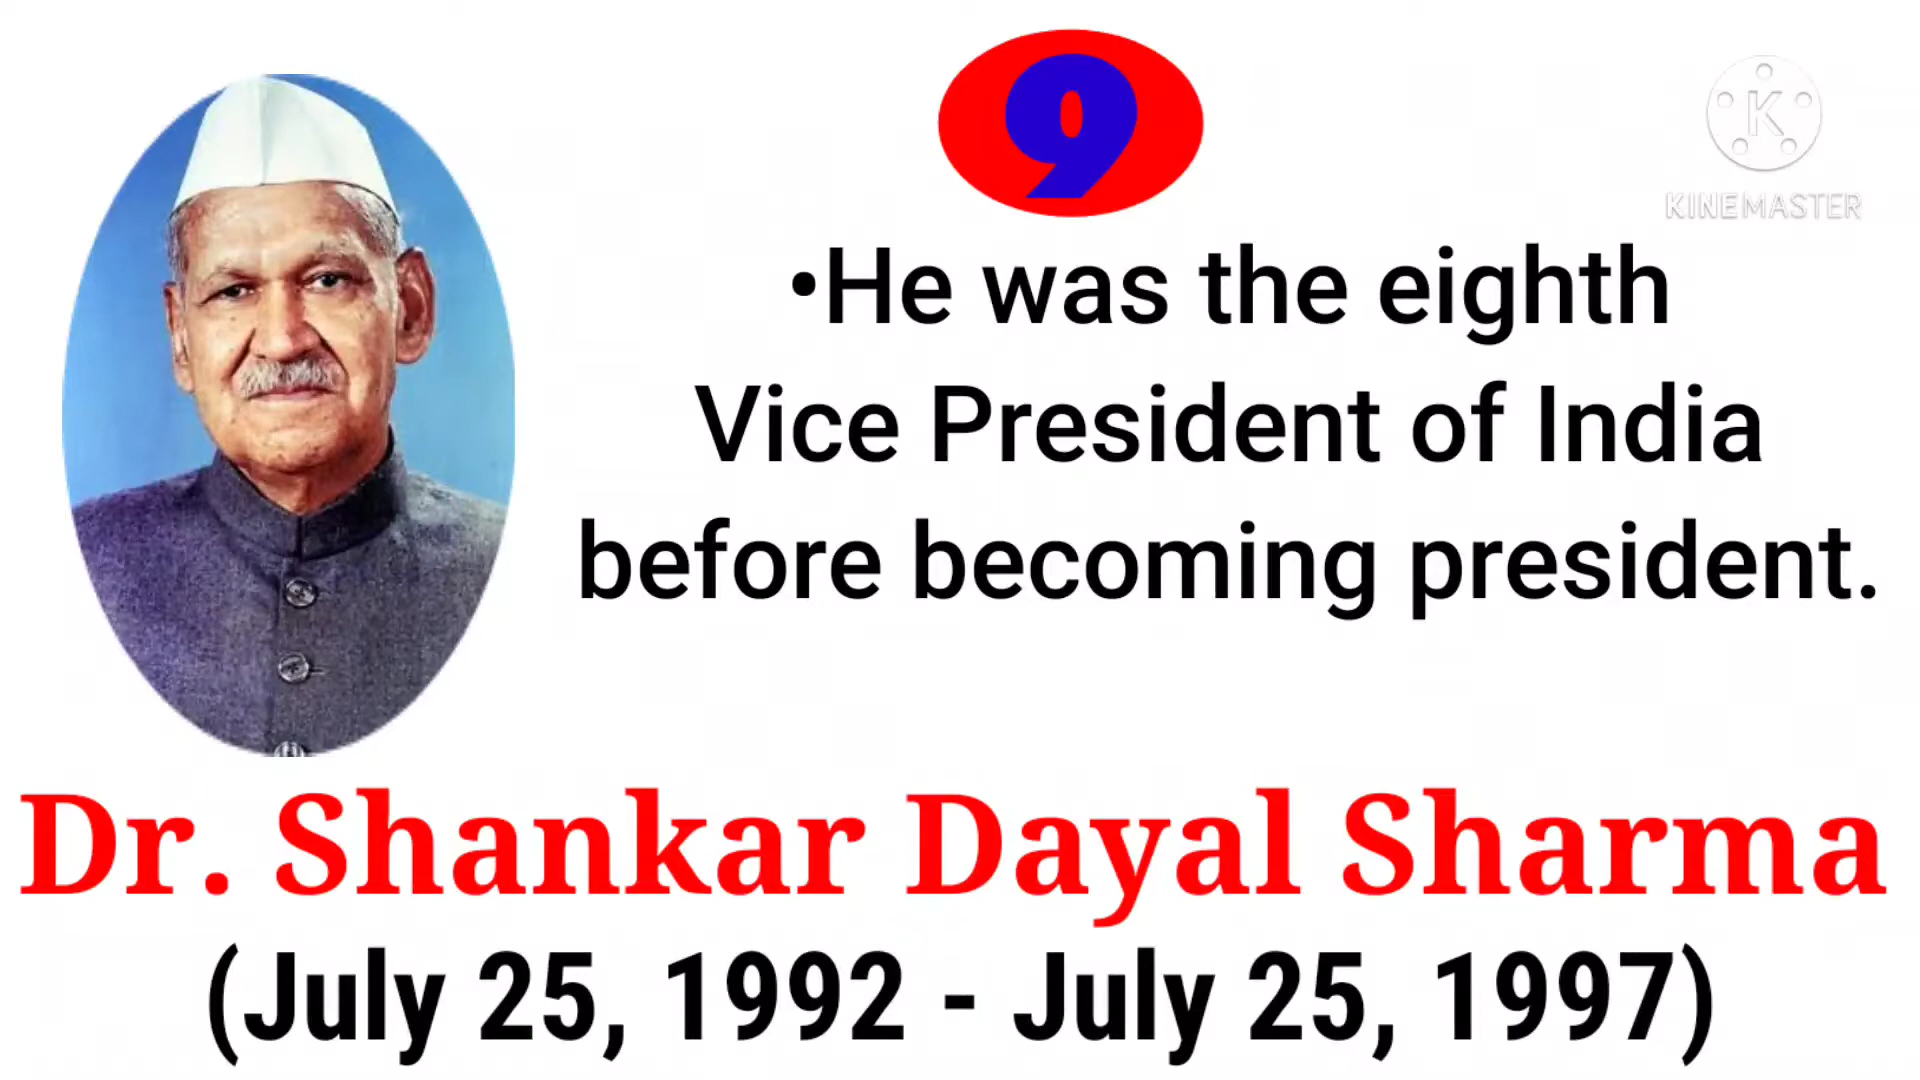 9
K
KINEMASTER
•He was the eighth
Vice President of India
before becoming president.
Dr. Shankar Dayal Sharma
(July 25, 1992 - July 25, 1997)